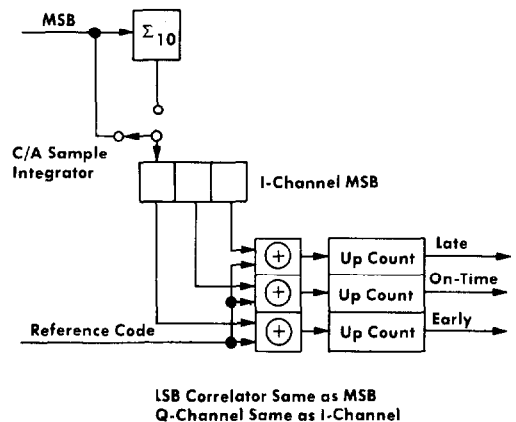 MSB
Σ10
C/A Sample
Integrator
I-Channel MSB
Late
Up Count
On-Time
Up Count
Early
Up Count
Reference Code
LSB Correlator Same as MSB
Q-Channel Same as I-Channel